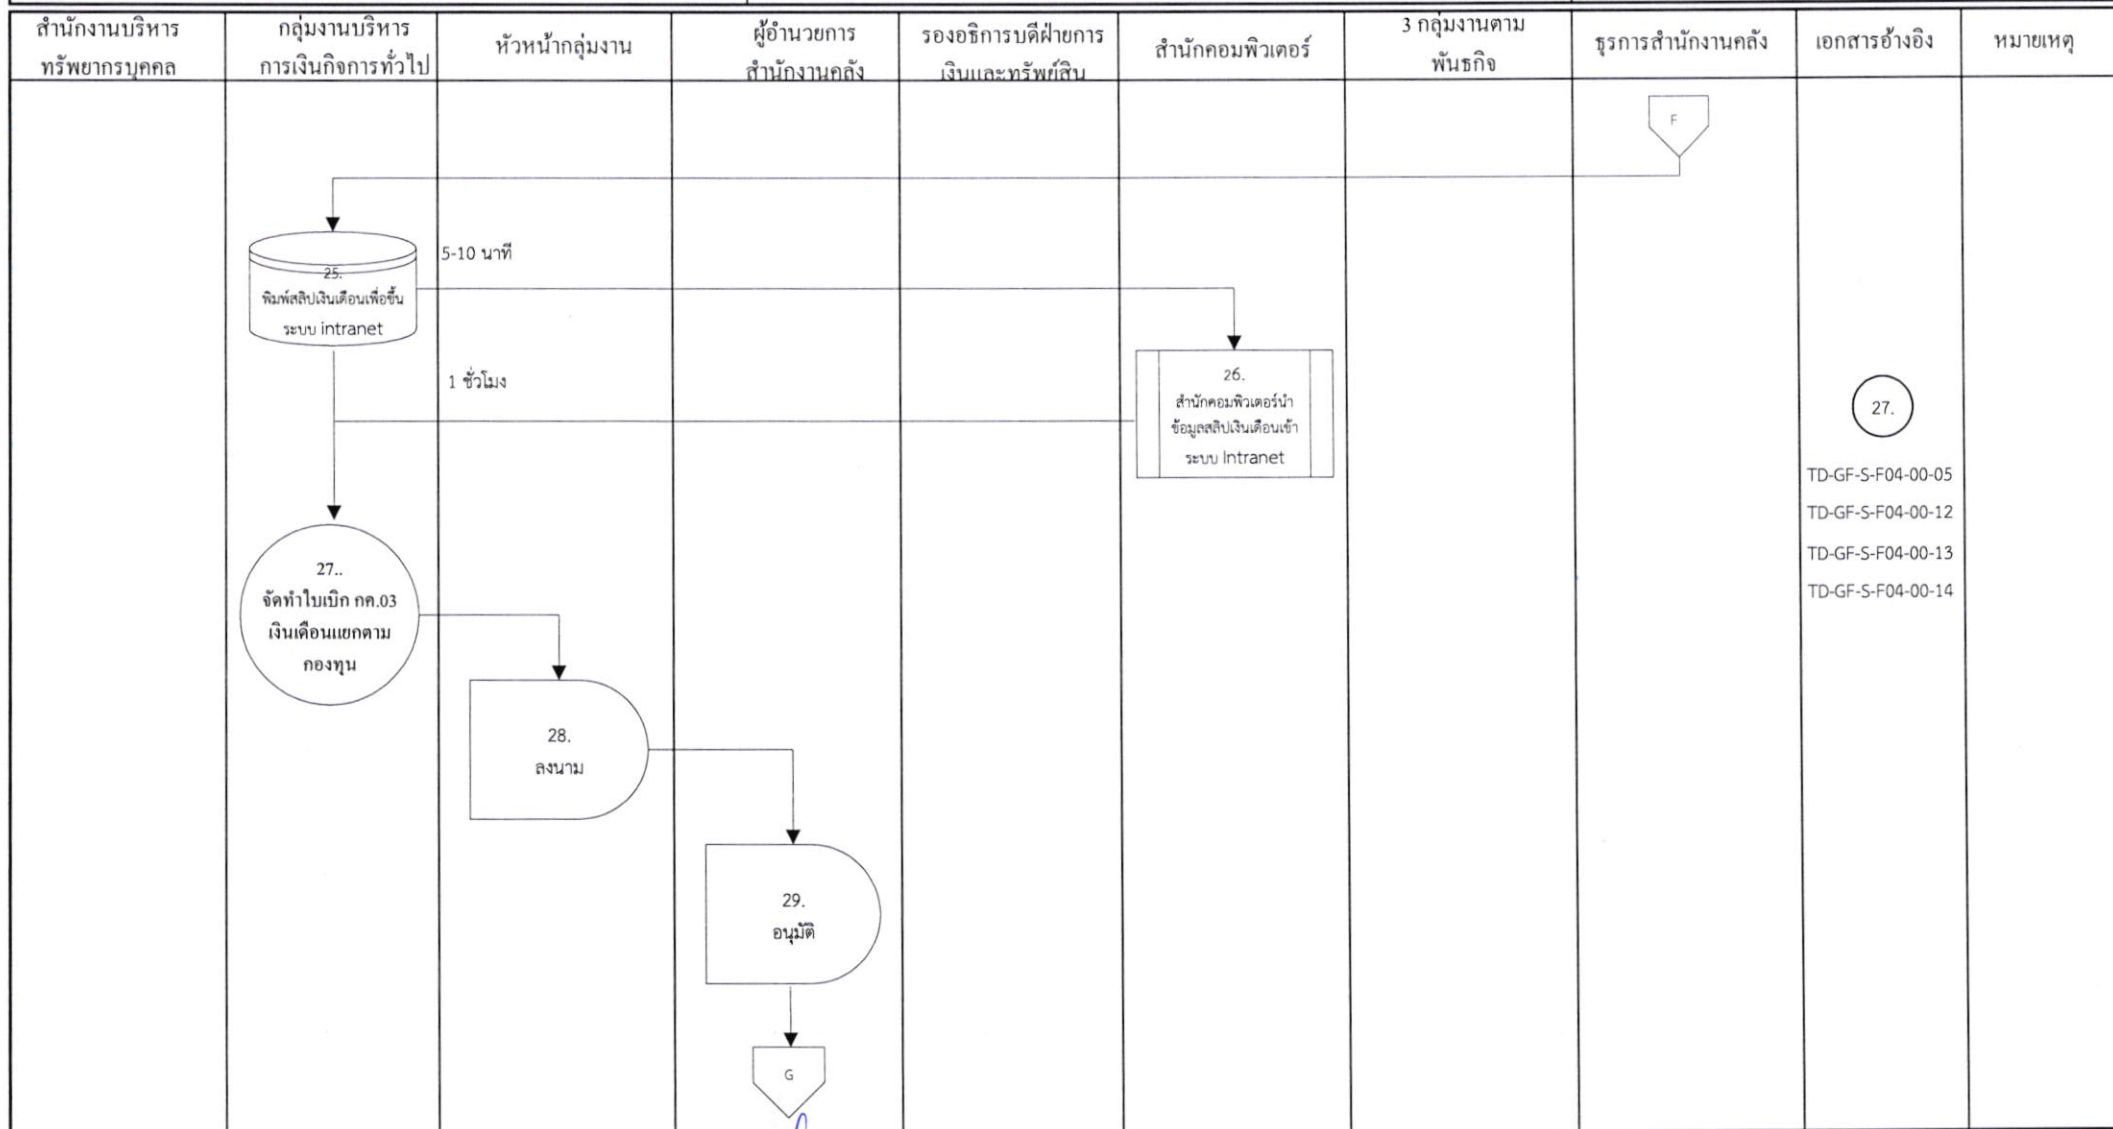 สำนักงานบริหาร
ทรัพยากรบุคคล
กลุ่มงานบริหาร
การเงินกิจการทั่วไป
หัวหน้ากลุ่มงาน
ผู้อำนวยการ
สำนักงานคลัง
รองอธิการบดีฝ่ายการ
เงินและทรัพย์สิน
สำนักคอมพิวเตอร์
3 กลุ่มงานตาม
พันธกิจ
ธุรการสำนักงานคลัง
เอกสารอ้างอิง
หมายเหตุ
F
25.
พิมพ์สลิปเงินเดือนเพื่อขึ้น
ระบบ intranet
5-10 นาที
1 ชั่วโมง
26.
สำนักคอมพิวเตอร์นำ
ข้อมูลสลิปเงินเดือนเข้า
ระบบ Intranet
27.
TD-GF-S-F04-00-05
TD-GF-S-F04-00-12
TD-GF-S-F04-00-13
TD-GF-S-F04-00-14
27..
จัดทำใบเบิก กค.03
เงินเดือนแยกตาม
กองทุน
28.
ลงนาม
29.
อนุมัติ
G